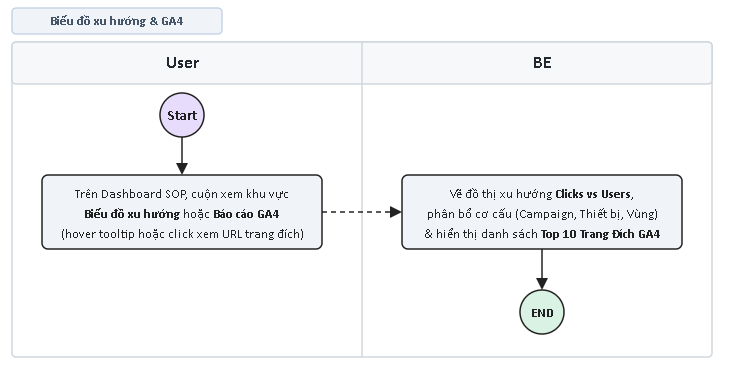 Biểu đồ xu hướng & GA4
User
BE
Start
Trên Dashboard SOP, cuộn xem khu vực
Biểu đồ xu hướng hoặc Báo cáo GA4
(hover tooltip hoặc click xem URL trang đích)
Vẽ đồ thị xu hướng Clicks vs Users,
phân bổ cơ cấu (Campaign, Thiết bị, Vùng)
& hiển thị danh sách Top 10 Trang Đích GA4
END